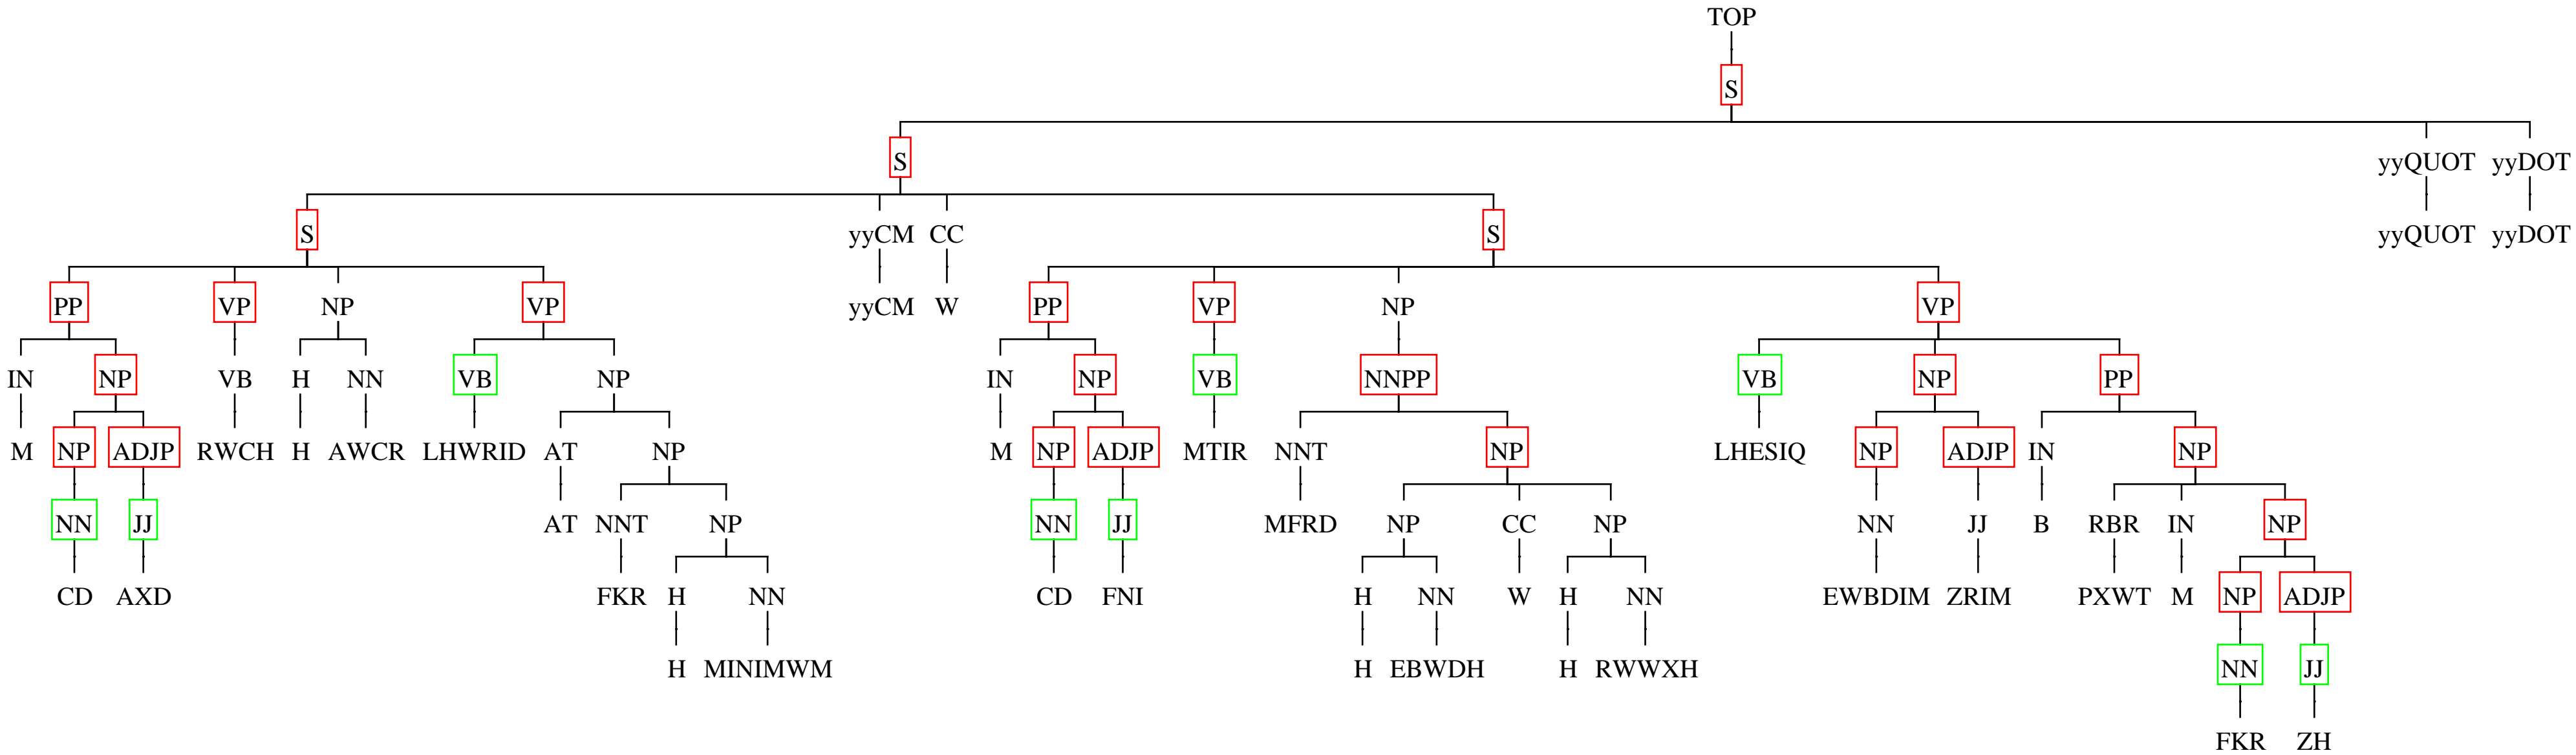 TOP
S
S yyQUOT yyDOT
S yyCM CC S yyQUOT yyDOT
PP VP NP VP yyCM W PP VP NP VP
IN NP VB H NN VB NP IN NP VB NNPP VB NP PP
M NP ADJP RWCH H AWCR LHWRID AT NP M NP ADJP MTIR NNT NP LHESIQ NP ADJP IN NP
NN JJ AT NNT NP NN JJ MFRD NP CC NP NN JJ B RBR IN NP
CD AXD FKR H NN CD FNI H NN W H NN EWBDIM ZRIM PXWT M NP ADJP
H MINIMWM H EBWDH H RWWXH NN JJ
FKR ZH